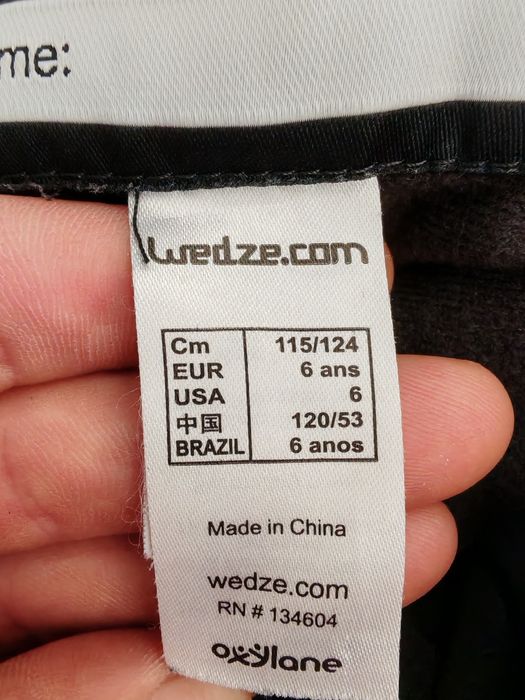 me:
wedze.com
Cm 115/124
EUR 6 ans
USA 6
中国 120/53
BRAZIL 6 anos
Made in China
wedze.com
RN # 134604
oxylane